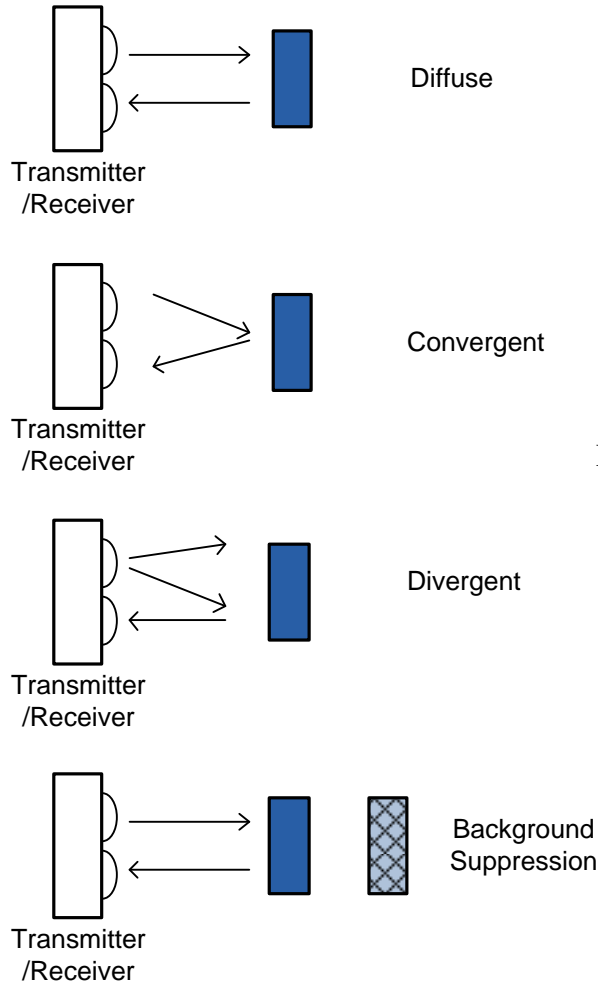 Diffuse
Transmitter
/Receiver
Convergent
Transmitter
/Receiver
Divergent
Transmitter
/Receiver
Background
Suppression
Transmitter
/Receiver